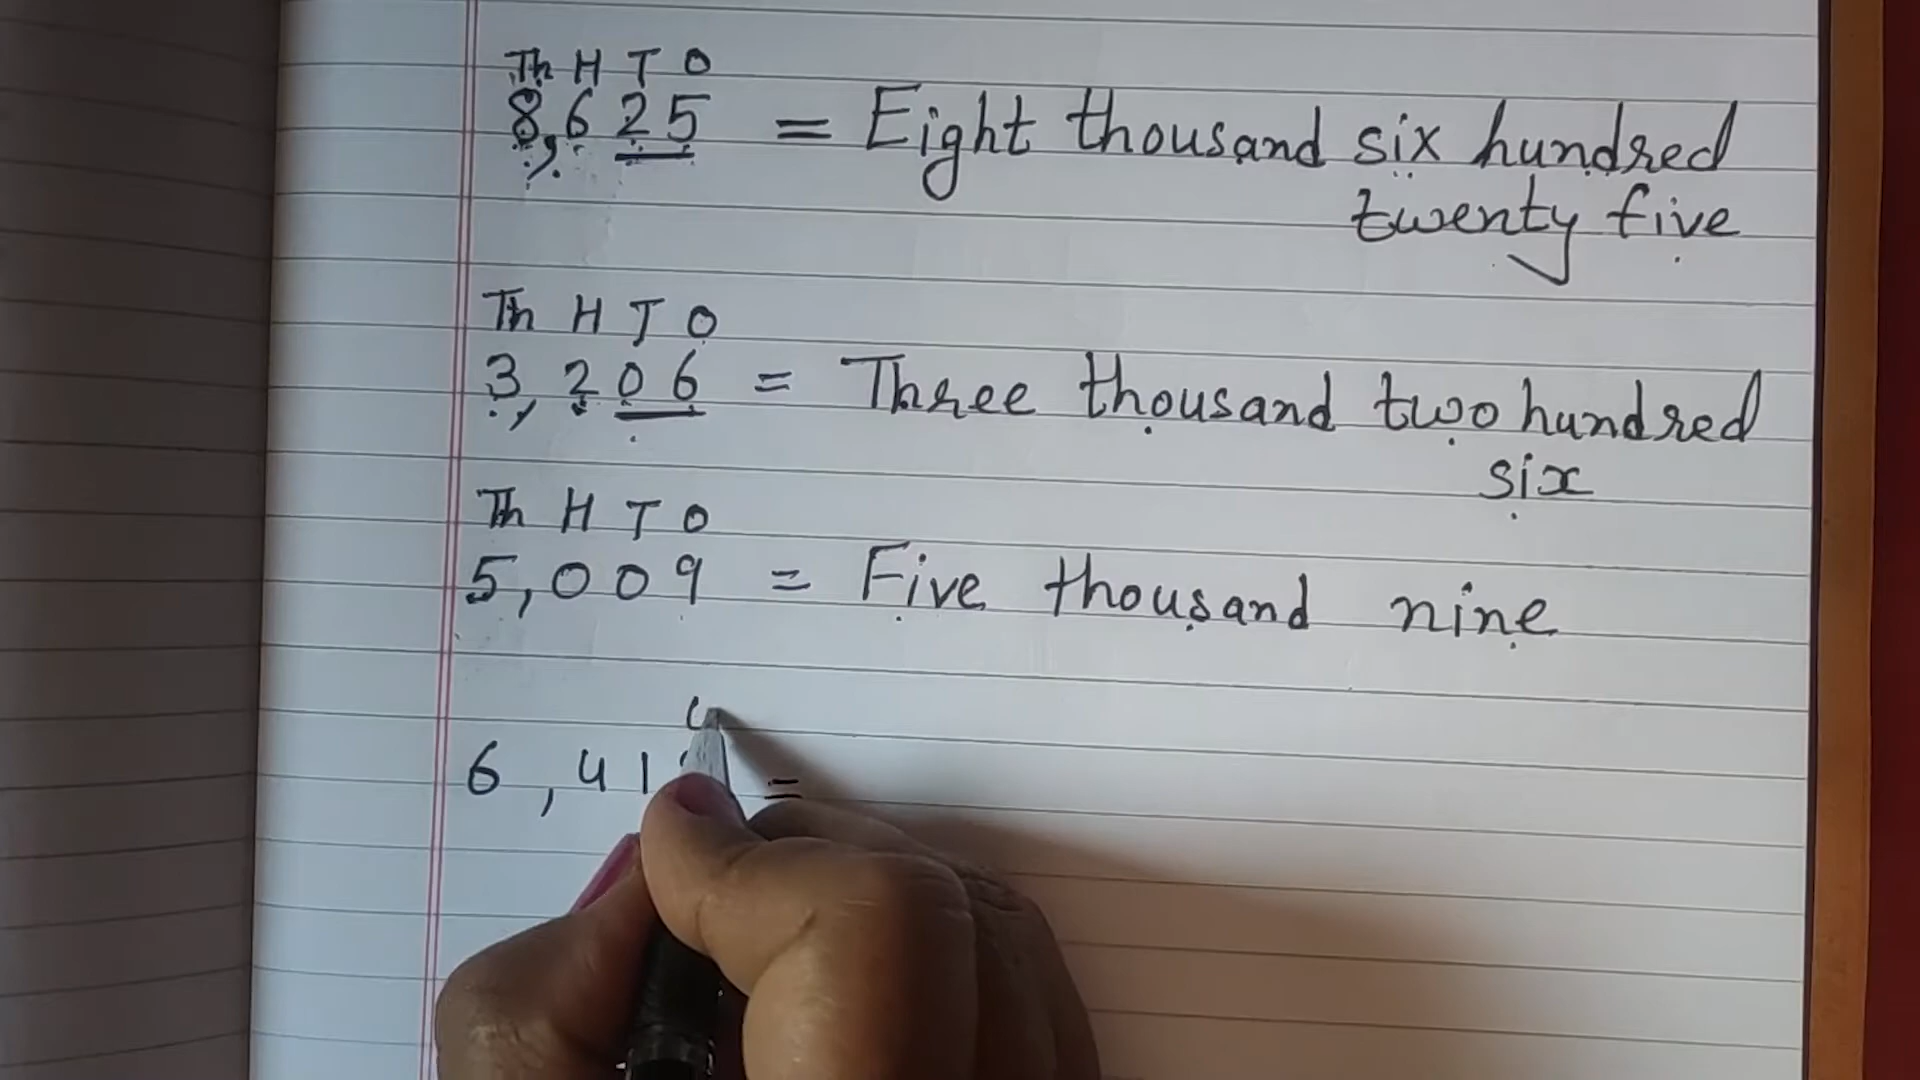 Th H T O
8,625 = Eight thousand six hundred
twenty five
Th H T O
3,206 = Three thousand two hundred
six
Th H T O
5,009 = Five thousand nine
6,41 =